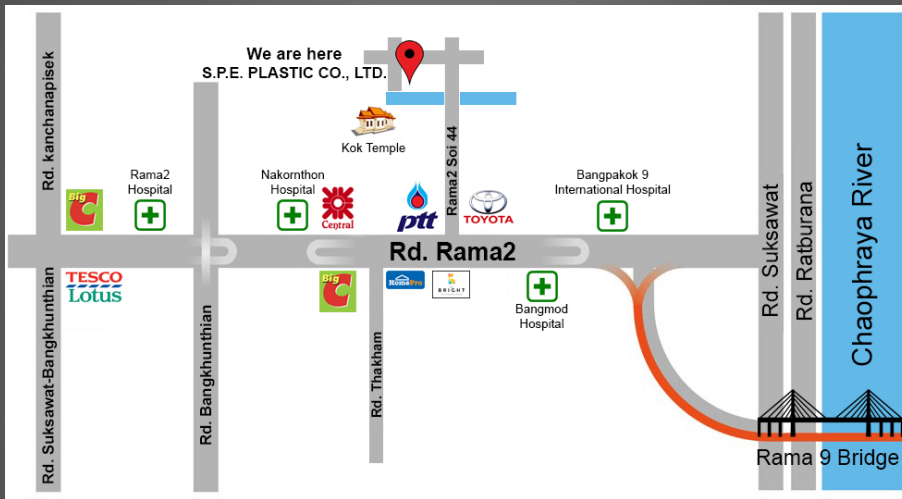 We are here
S.P.E. PLASTIC CO., LTD.
Rd. kanchanapisek
Kok Temple
Rama2 Soi 44
Rama2
Hospital
Nakornthon
Hospital
Bangpakok 9
International Hospital
Big
C
Central
ptt
TOYOTA
Rd. Rama2
TESCO
Lotus
Big
C
HomePro
BRIGHT
Bangmod
Hospital
Rd. Suksawat-Bangkhunthian
Rd. Bangkhunthian
Rd. Thakham
Rd. Suksawat
Rd. Ratburana
Chaophraya River
Rama 9 Bridge